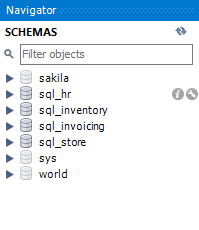 Navigator
SCHEMAS
Filter objects
sakila
sql_hr
sql_inventory
sql_invoicing
sql_store
sys
world